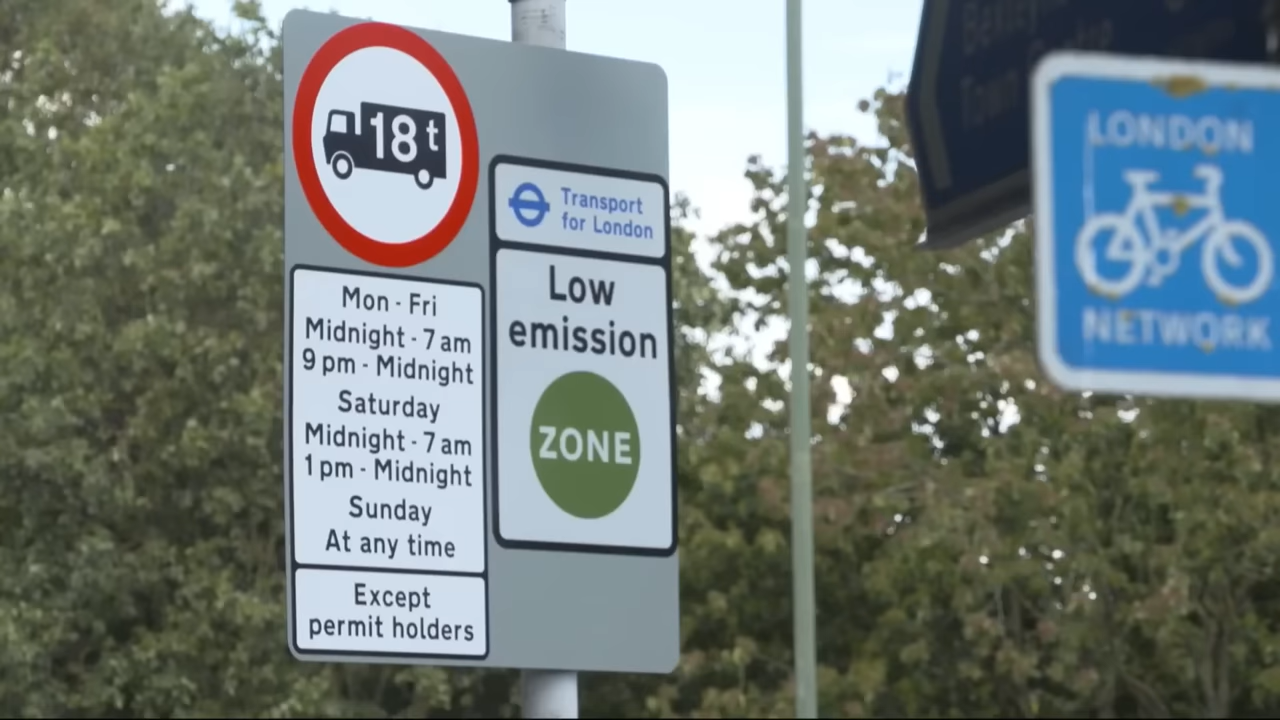 18t
Mon - Fri
Midnight - 7 am
9 pm - Midnight
Saturday
Midnight - 7 am
1 pm - Midnight
Sunday
At any time
Except
permit holders
Transport
for London
Low
emission
ZONE
LONDON
NETWORK